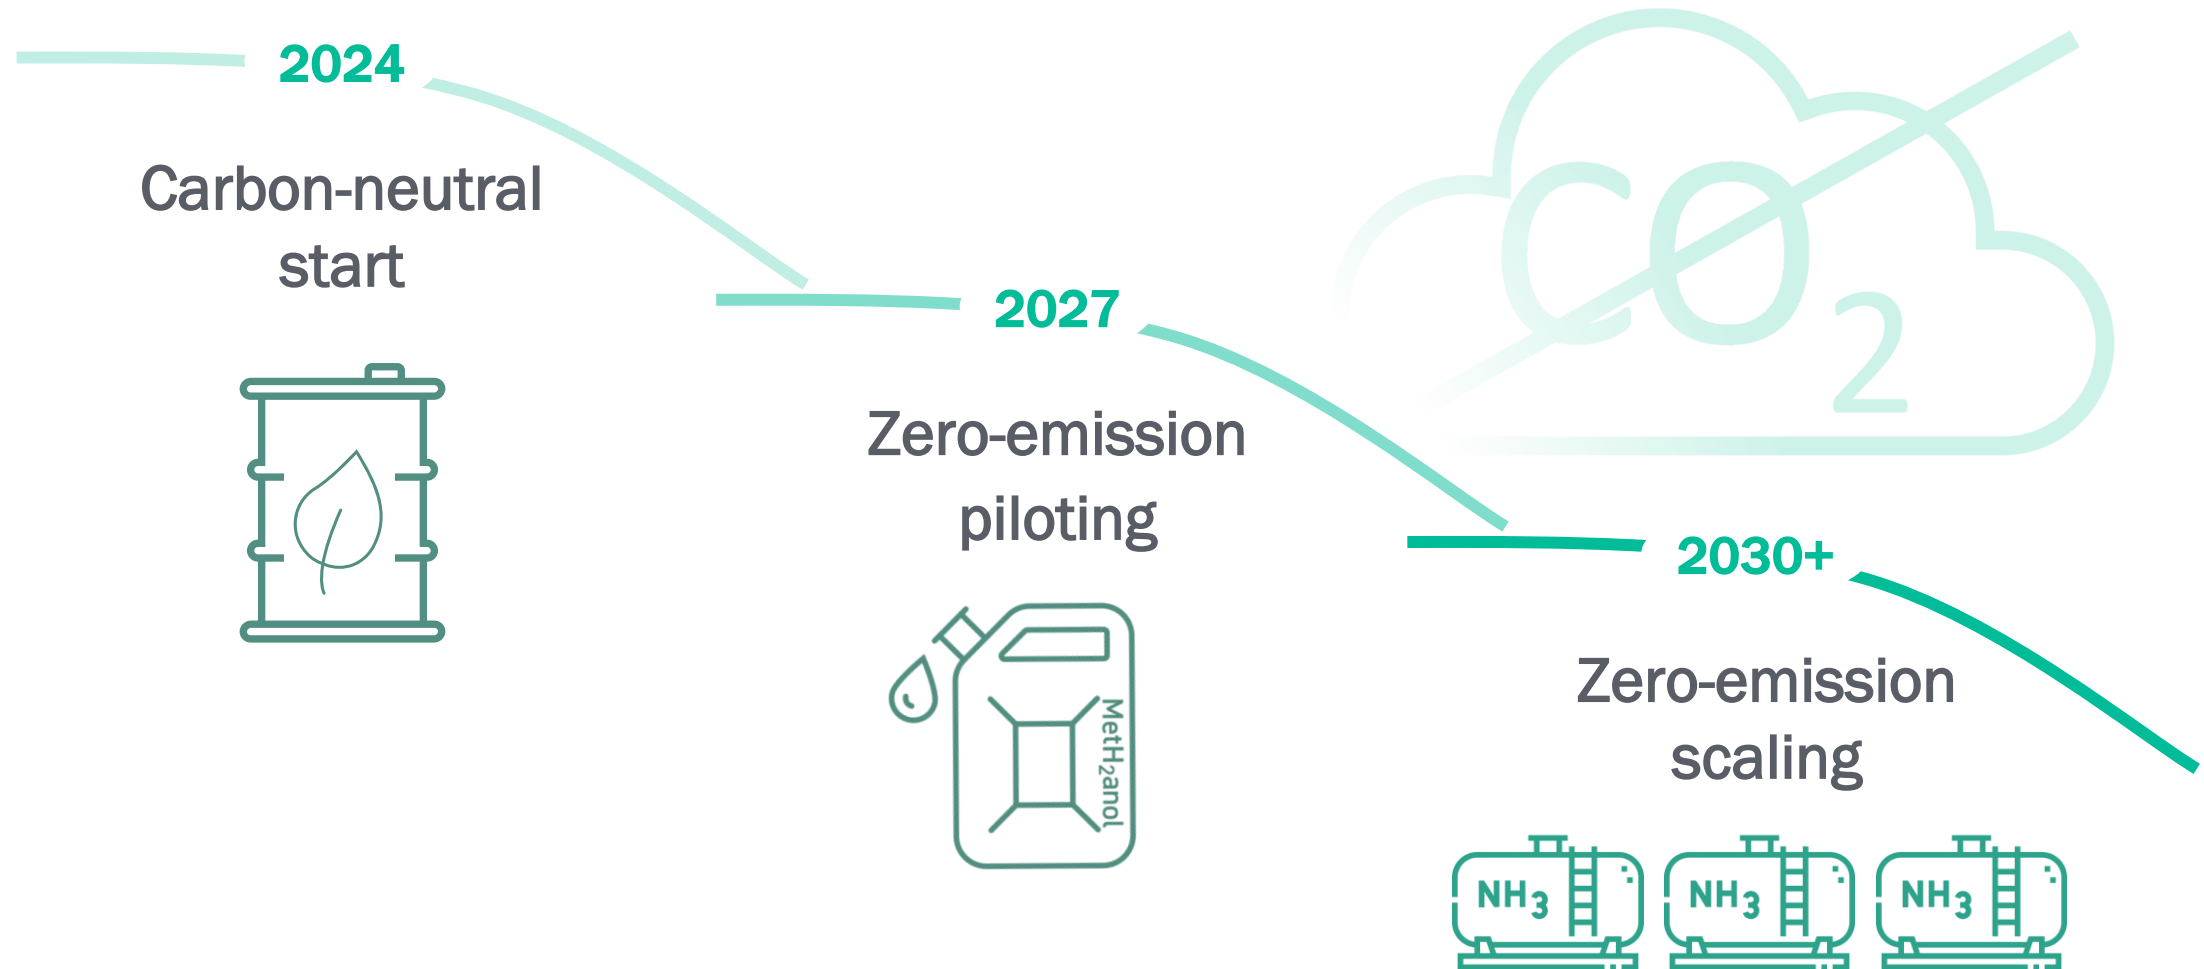 2024
Carbon-neutral
start
2027
Zero-emission
piloting
MetH₂anol
CO₂
2030+
Zero-emission
scaling
NH₃
NH₃
NH₃